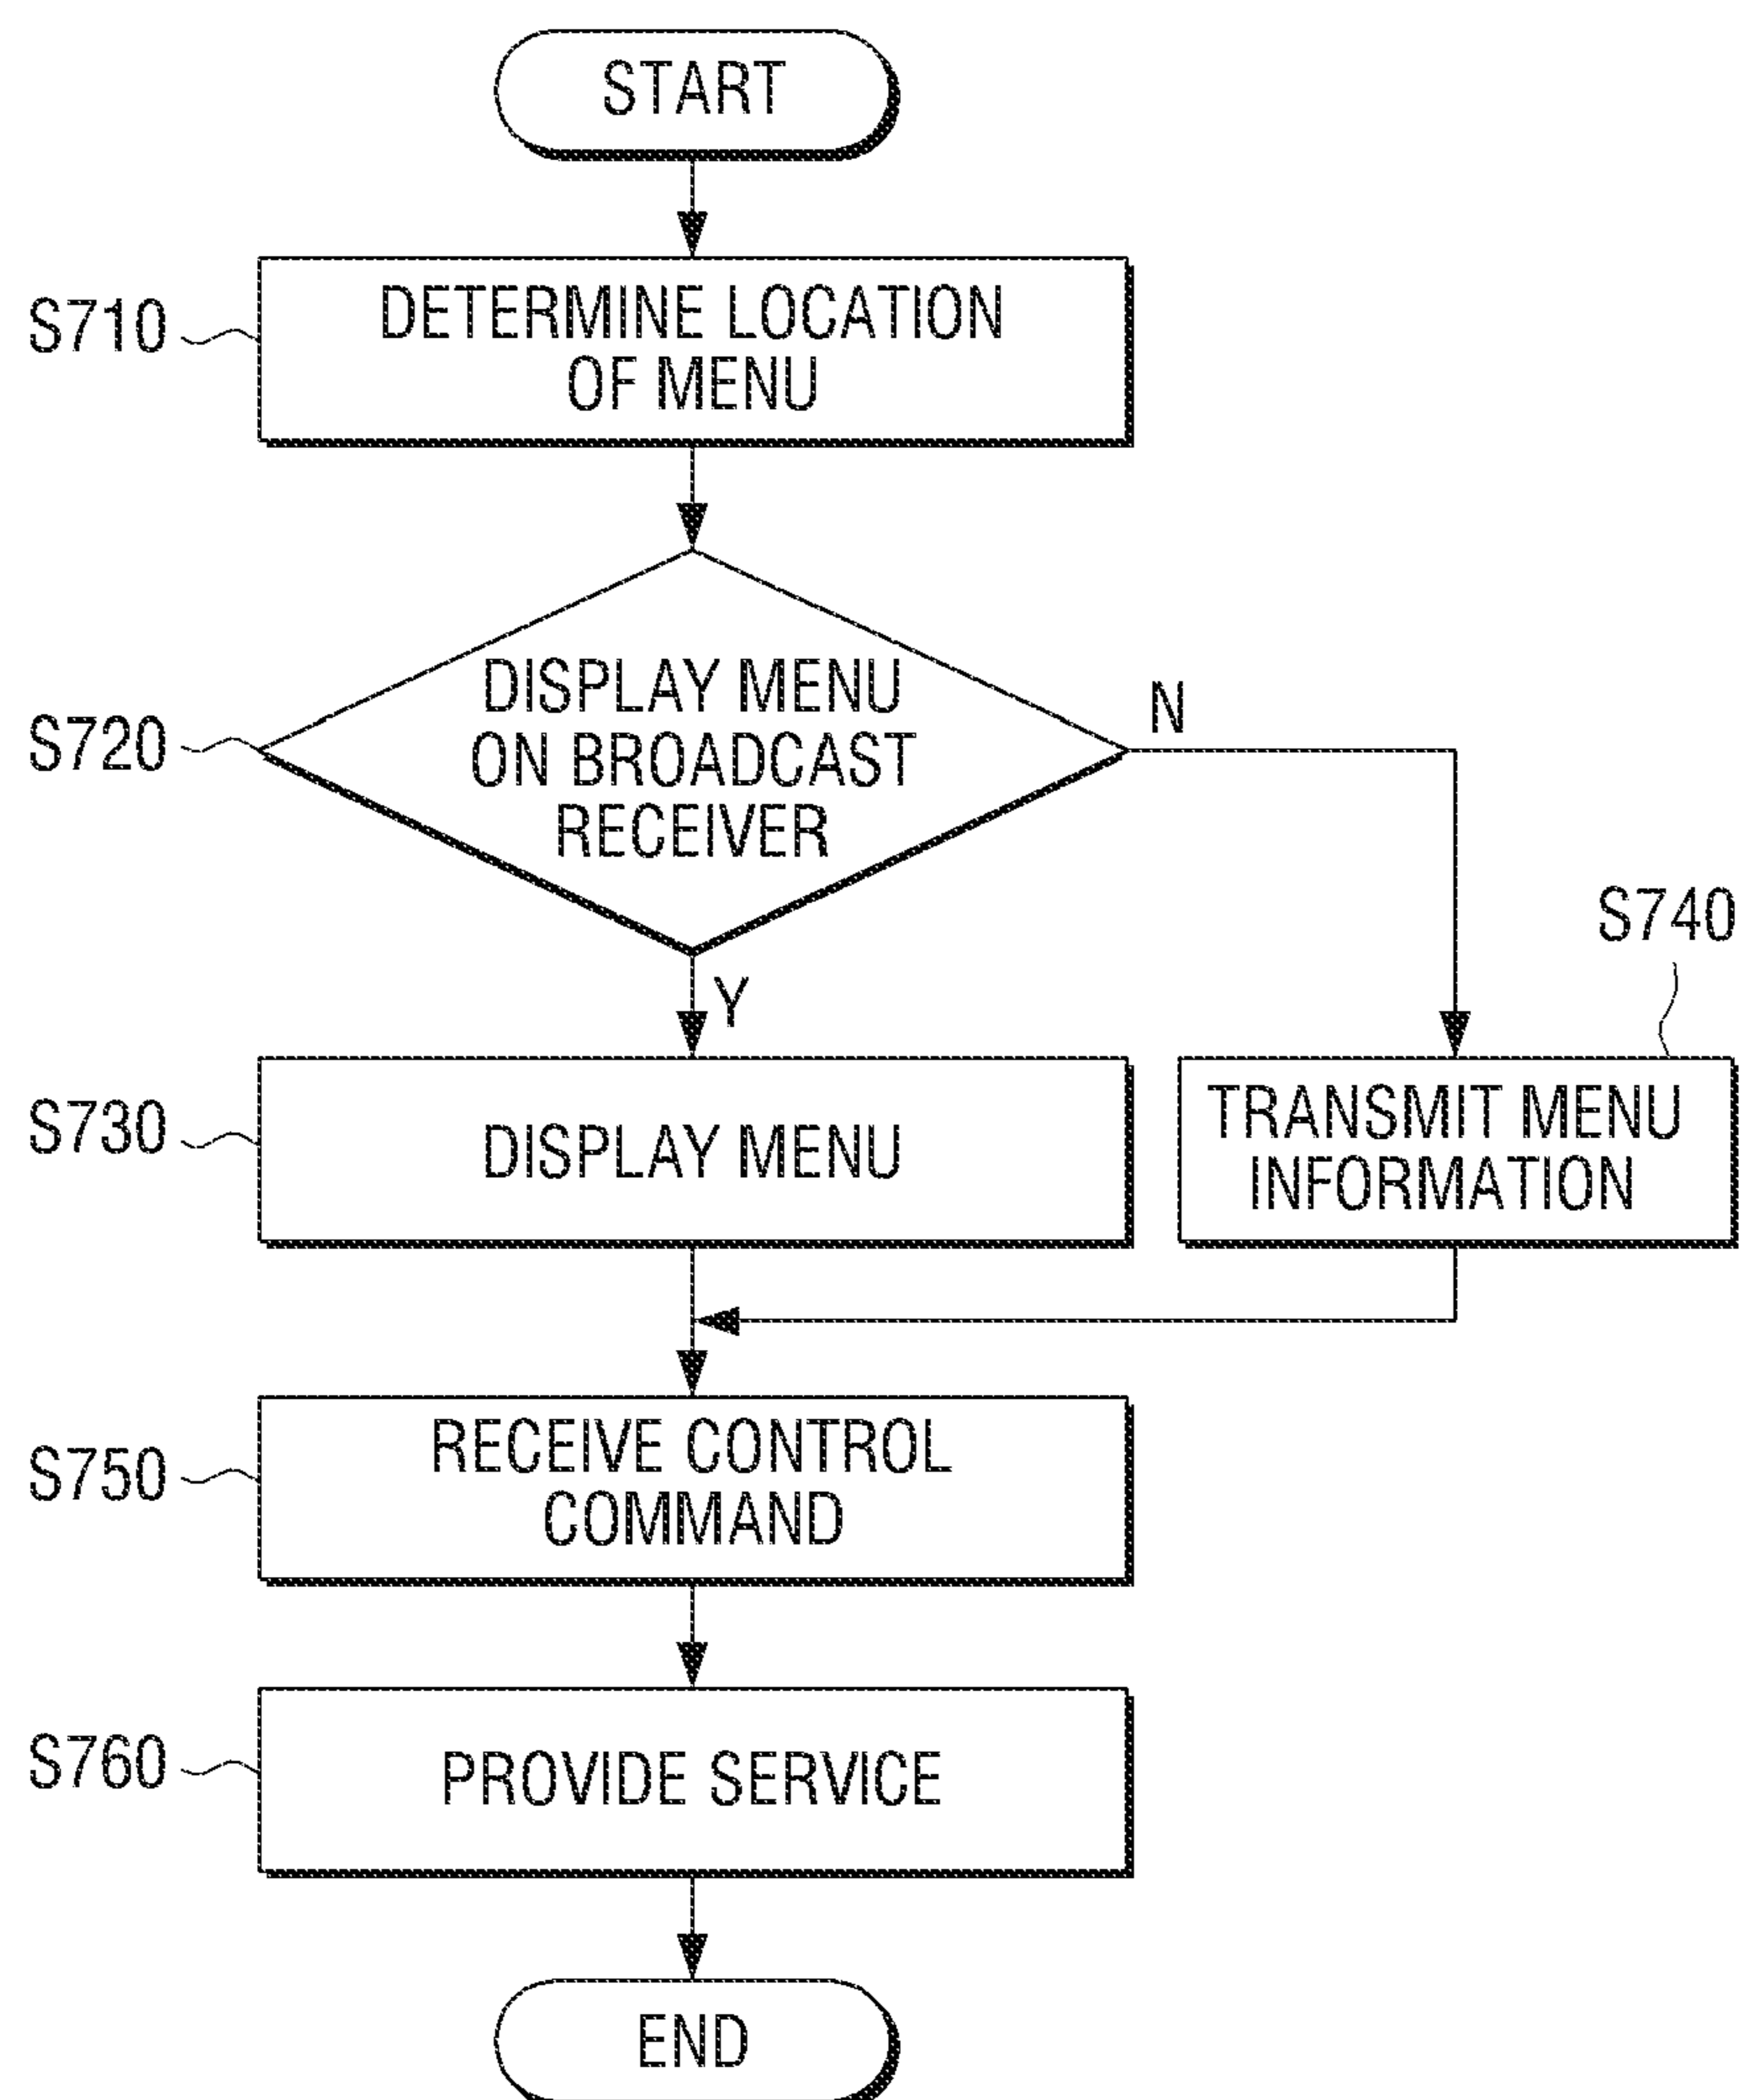 START
S710
DETERMINE LOCATION
OF MENU
S720
DISPLAY MENU
ON BROADCAST
RECEIVER
N
Y
S730
DISPLAY MENU
S740
TRANSMIT MENU
INFORMATION
S750
RECEIVE CONTROL
COMMAND
S760
PROVIDE SERVICE
END